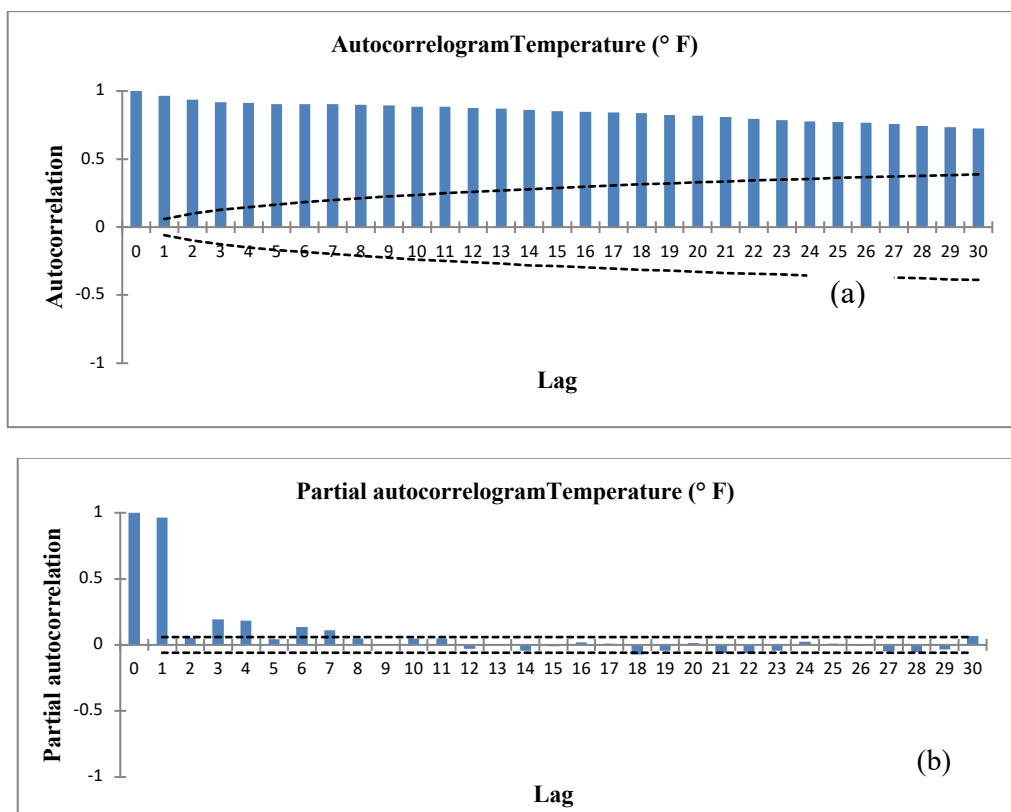 AutocorrelogramTemperature (° F)
Autocorrelation
1
0.5
0
-0.5
-1
0 1 2 3 4 5 6 7 8 9 10 11 12 13 14 15 16 17 18 19 20 21 22 23 24 25 26 27 28 29 30
(a)
Lag
Partial autocorrelogramTemperature (° F)
Partial autocorrelation
1
0.5
0
-0.5
-1
0 1 2 3 4 5 6 7 8 9 10 11 12 13 14 15 16 17 18 19 20 21 22 23 24 25 26 27 28 29 30
(b)
Lag